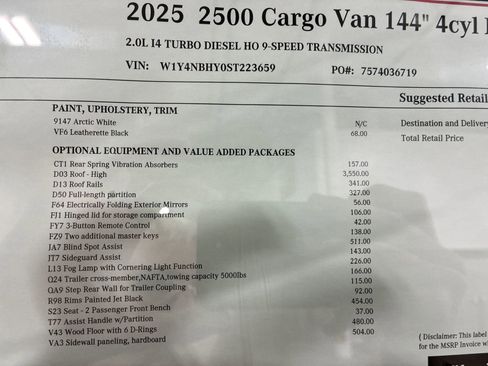 2025 2500 Cargo Van 144" 4cyl
2.0L I4 TURBO DIESEL HO 9-SPEED TRANSMISSION
VIN: W1Y4NBHY0ST223659 PO#: 7574036719
Suggested Retail
PAINT, UPHOLSTERY, TRIM
9147 Arctic White N/C Destination and Delivery
VF6 Leatherette Black 68.00 Total Retail Price
OPTIONAL EQUIPMENT AND VALUE ADDED PACKAGES
CT1 Rear Spring Vibration Absorbers 157.00
D03 Roof - High 3,550.00
D13 Roof Rails 341.00
D50 Full-length partition 327.00
F64 Electrically Folding Exterior Mirrors 56.00
FJ1 Hinged lid for storage compartment 106.00
FY7 3-Button Remote Control 42.00
FZ9 Two additional master keys 138.00
JA7 Blind Spot Assist 511.00
JT7 Sideguard Assist 143.00
L13 Fog Lamp with Cornering Light Function 226.00
Q24 Trailer cross-member,NAFTA,towing capacity 5000lbs 166.00
QA9 Step Rear Wall for Trailer Coupling 115.00
R98 Rims Painted Jet Black 92.00
S23 Seat - 2 Passenger Front Bench 454.00
T77 Assist Handle w/Partition 37.00
V43 Wood Floor with 6 D-Rings 480.00
VA3 Sidewall paneling, hardboard 504.00
( Disclaimer: This label
for the MSRP Invoice w